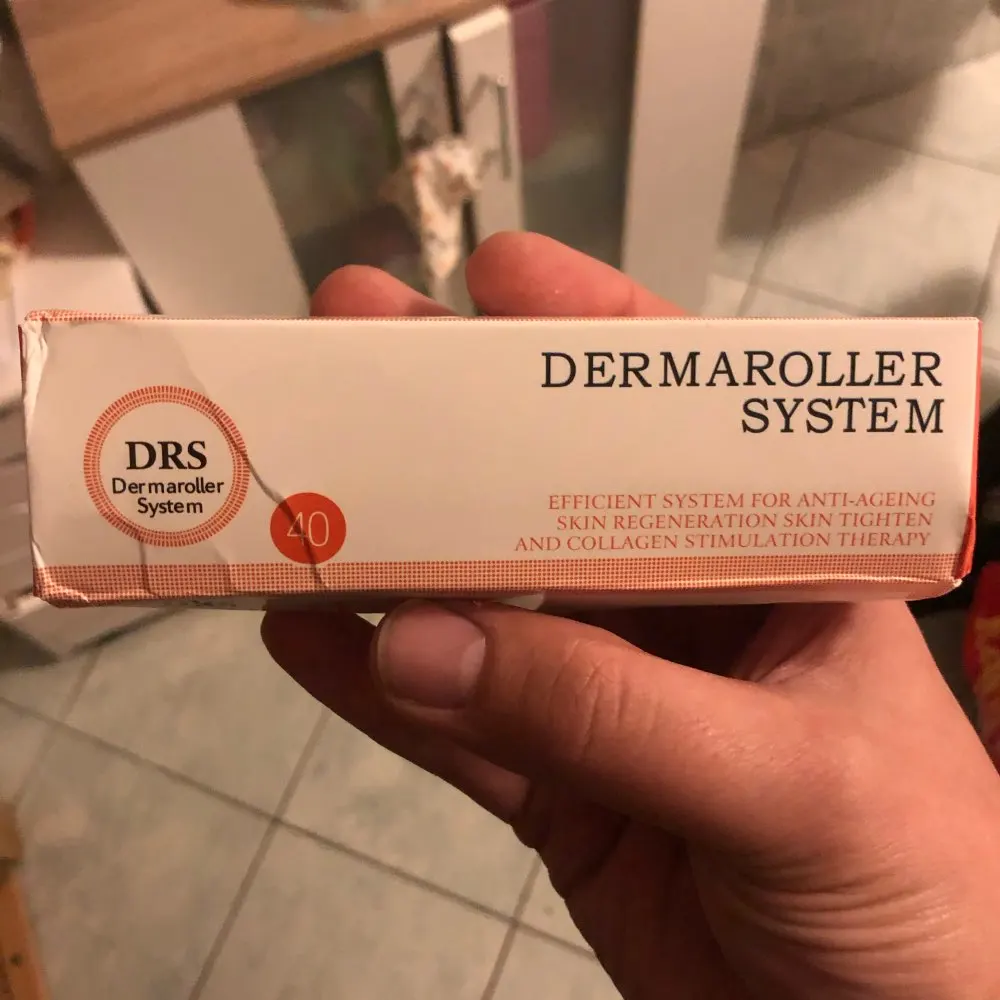 DRS
Dermaroller
System
40
DERMAROLLER
SYSTEM
EFFICIENT SYSTEM FOR ANTI-AGEING
SKIN REGENERATION SKIN TIGHTEN
AND COLLAGEN STIMULATION THERAPY